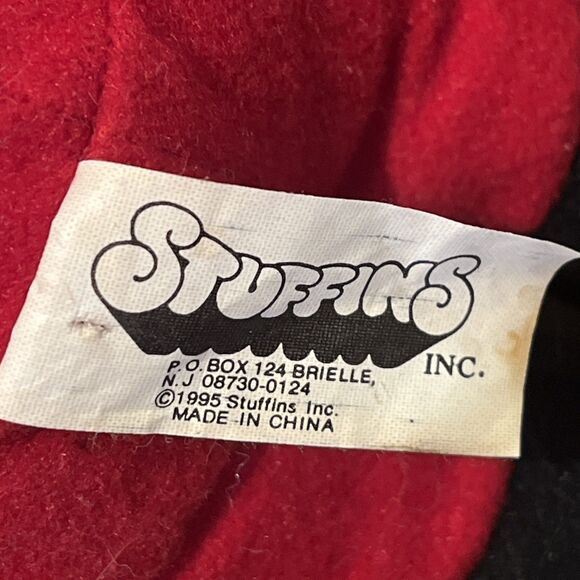 STUFFINS
INC.
P.O. BOX 124 BRIELLE,
N.J 08730-0124
©1995 Stuffins Inc.
MADE IN CHINA